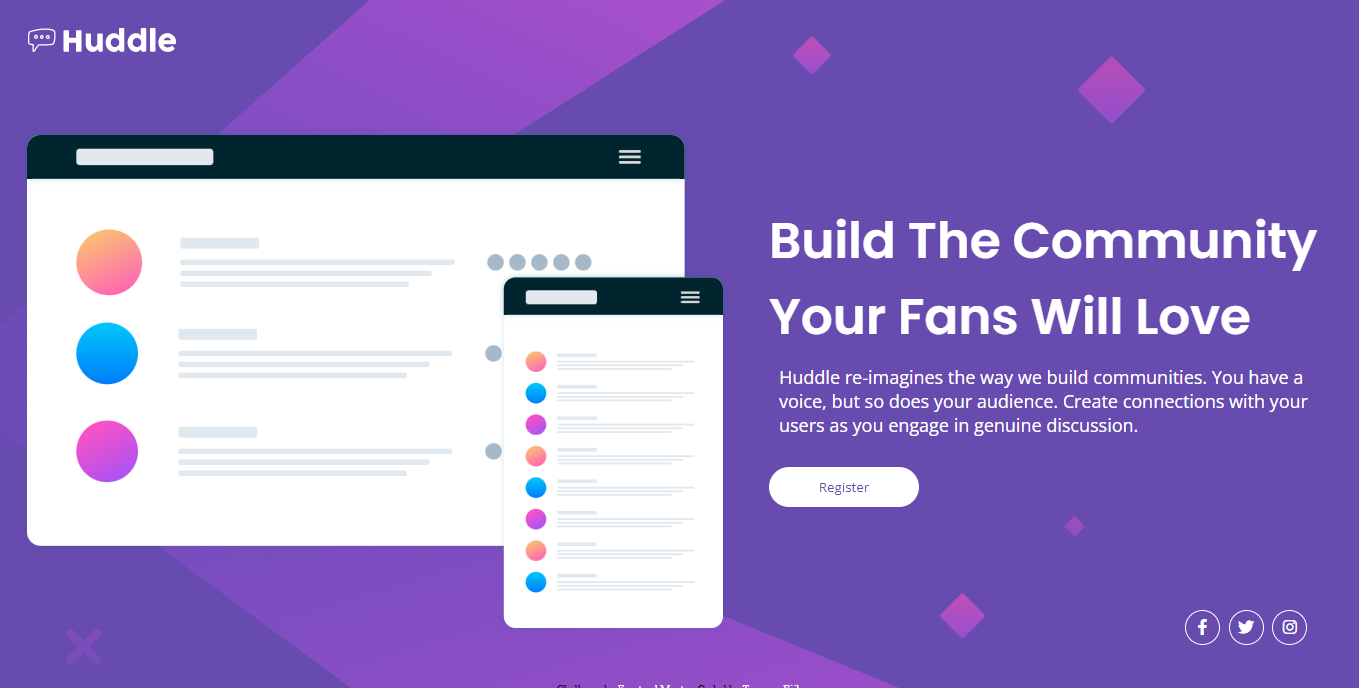 Huddle
Build The Community
Your Fans Will Love
Huddle re-imagines the way we build communities. You have a
voice, but so does your audience. Create connections with your
users as you engage in genuine discussion.
Register